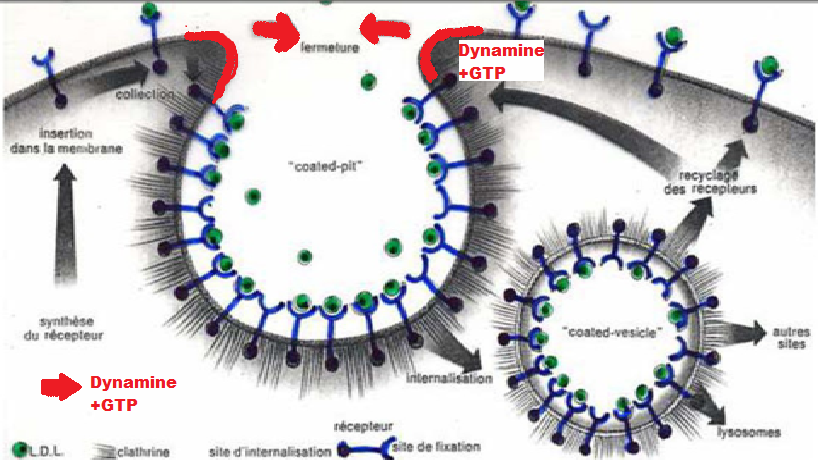 fermeture
Dynamine
+GTP
collection
insertion
dans la membrane
"coated-pit"
recyclage
des récepteurs
synthèse
du récepteur
"coated-vesicle"
autres
sites
internalisation
Dynamine
+GTP
lysosomes
récepteur
L.D.L.
clathrine
site d'internalisation
site de fixation